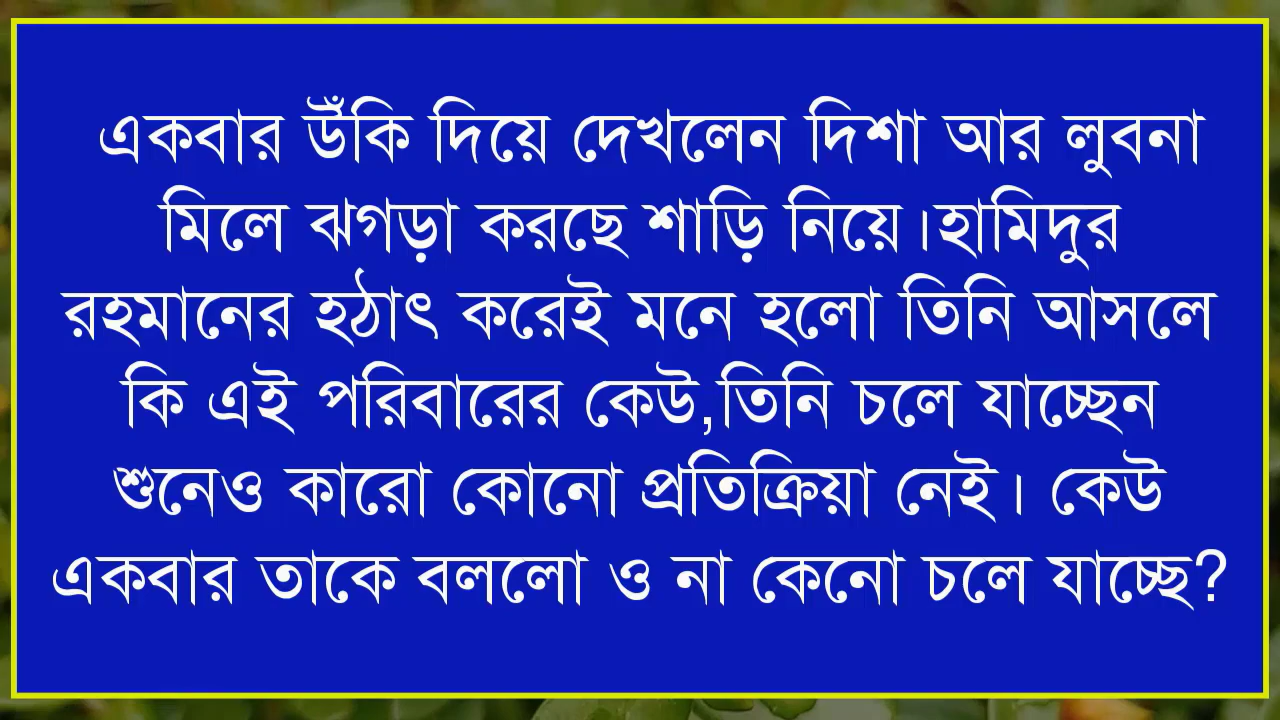 একবার উঁকি দিয়ে দেখলেন দিশা আর লুবনা
মিলে ঝগড়া করছে শাড়ি নিয়ে।হামিদুর
রহমানের হঠাৎ করেই মনে হলো তিনি আসলে
কি এই পরিবারের কেউ,তিনি চলে যাচ্ছেন
শুনেও কারো কোনো প্রতিক্রিয়া নেই। কেউ
একবার তাকে বললো ও না কেনো চলে যাচ্ছে?